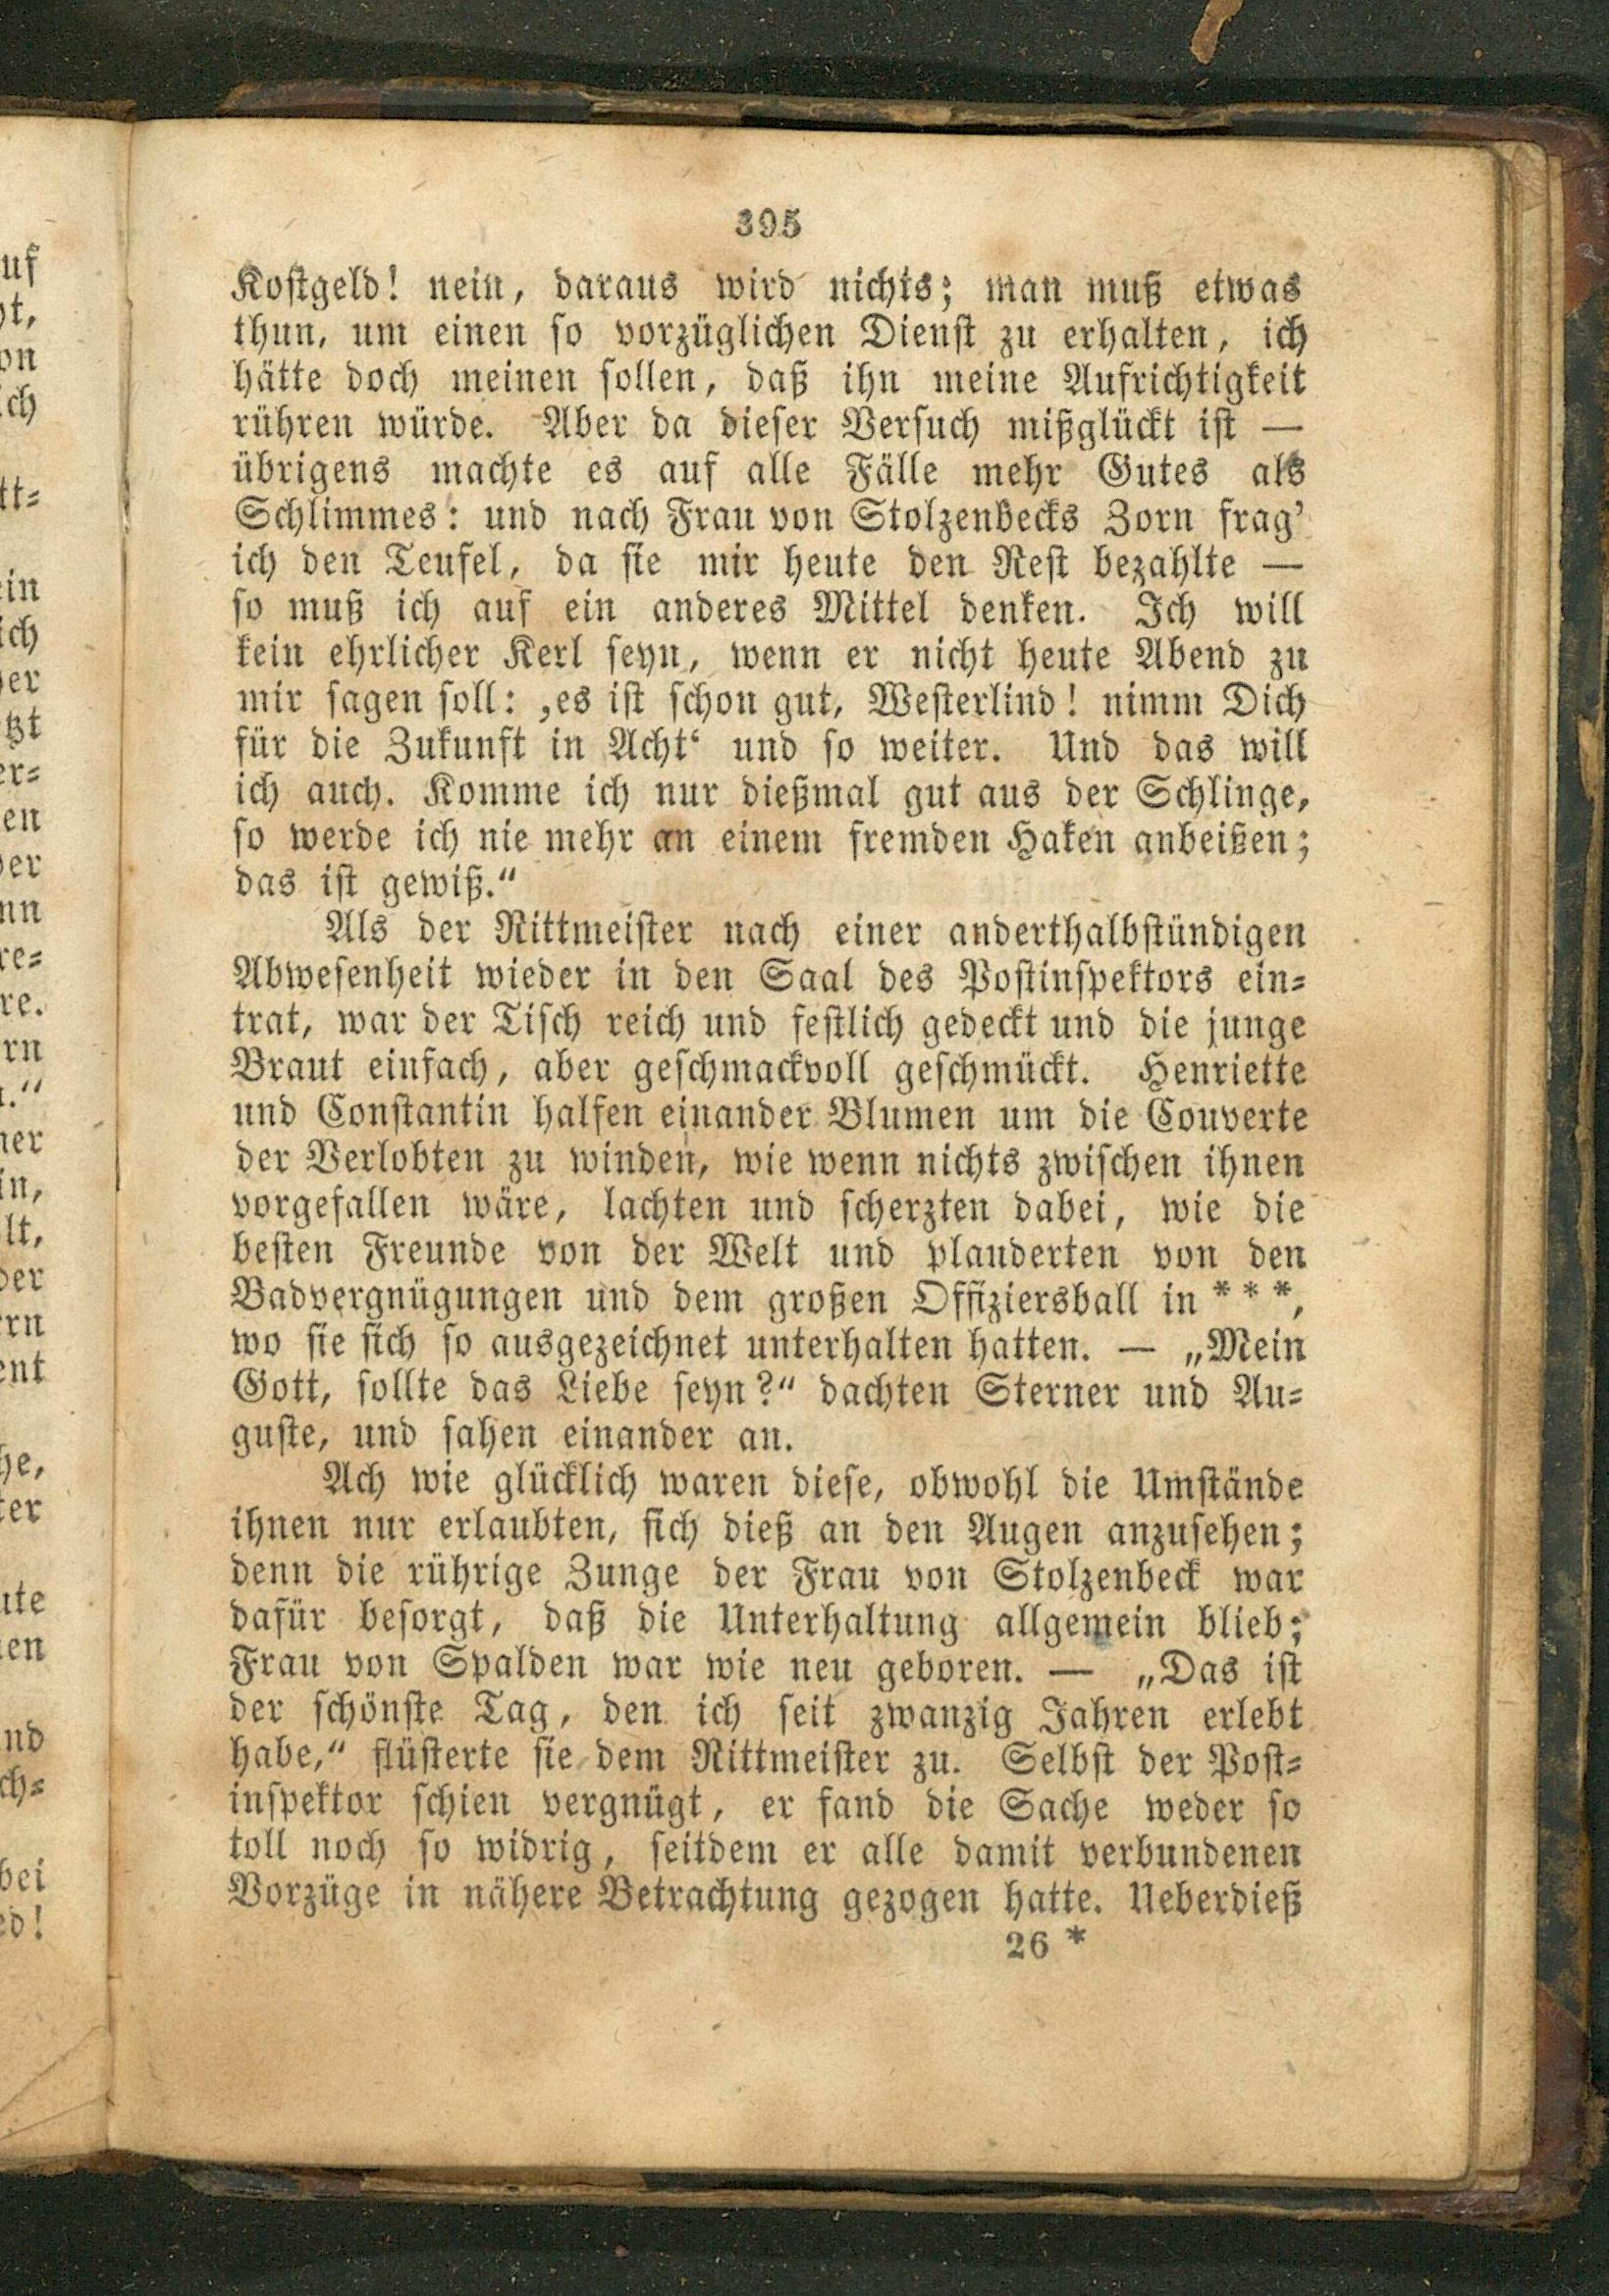 395
Kostgeld! nein, daraus wird nichts; man muß etwas
thun, um einen so vorzüglichen Dienst zu erhalten, ich
hätte doch meinen sollen, daß ihn meine Aufrichtigkeit
rühren würde. Aber da dieser Versuch mißglückt ist —
übrigens machte es auf alle Fälle mehr Gutes als
Schlimmes: und nach Frau von Stolzenbecks Zorn frag’
ich den Teufel, da sie mir heute den Rest bezahlte —
so muß ich auf ein anderes Mittel denken. Ich will
kein ehrlicher Kerl seyn, wenn er nicht heute Abend zu
mir sagen soll: ‚es ist schon gut, Westerlind! nimm Dich
für die Zukunft in Acht‘ und so weiter. Und das will
ich auch. Komme ich nur dießmal gut aus der Schlinge,
so werde ich nie mehr an einem fremden Haken anbeißen;
das ist gewiß.“
Als der Rittmeister nach einer anderthalbstündigen
Abwesenheit wieder in den Saal des Postinspektors ein-
trat, war der Tisch reich und festlich gedeckt und die junge
Braut einfach, aber geschmackvoll geschmückt. Henriette
und Constantin halfen einander Blumen um die Couverte
der Verlobten zu winden, wie wenn nichts zwischen ihnen
vorgefallen wäre, lachten und scherzten dabei, wie die
besten Freunde von der Welt und plauderten von den
Badvergnügungen und dem großen Offiziersball in * * *,
wo sie sich so ausgezeichnet unterhalten hatten. — „Mein
Gott, sollte das Liebe seyn?“ dachten Sterner und Au-
guste, und sahen einander an.
Ach wie glücklich waren diese, obwohl die Umstände
ihnen nur erlaubten, sich dieß an den Augen anzusehen;
denn die rührige Zunge der Frau von Stolzenbeck war
dafür besorgt, daß die Unterhaltung allgemein blieb;
Frau von Spalden war wie neu geboren. — „Das ist
der schönste Tag, den ich seit zwanzig Jahren erlebt
habe,“ flüsterte sie dem Rittmeister zu. Selbst der Post-
inspektor schien vergnügt, er fand die Sache weder so
toll noch so widrig, seitdem er alle damit verbundenen
Vorzüge in nähere Betrachtung gezogen hatte. Ueberdieß
26 *